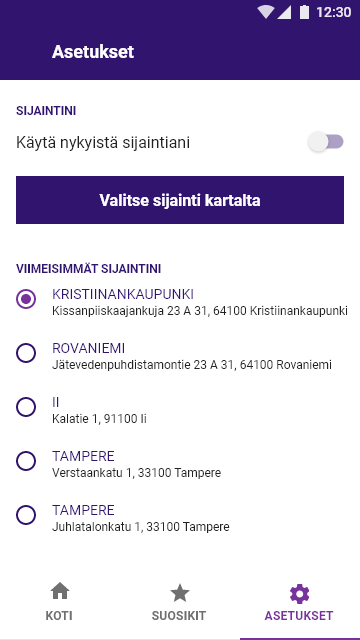 12:30
Asetukset
SIJAINTINI
Käytä nykyistä sijaintiani
Valitse sijainti kartalta
VIIMEISIMMÄT SIJAINTINI
KRISTIINANKAUPUNKI
Kissanpiiskaajankuja 23 A 31, 64100 Kristiinankaupunki
ROVANIEMI
Jätevedenpuhdistamontie 23 A 31, 64100 Rovaniemi
II
Kalatie 1, 91100 Ii
TAMPERE
Verstaankatu 1, 33100 Tampere
TAMPERE
Juhlatalonkatu 1, 33100 Tampere
KOTI
SUOSIKIT
ASETUKSET